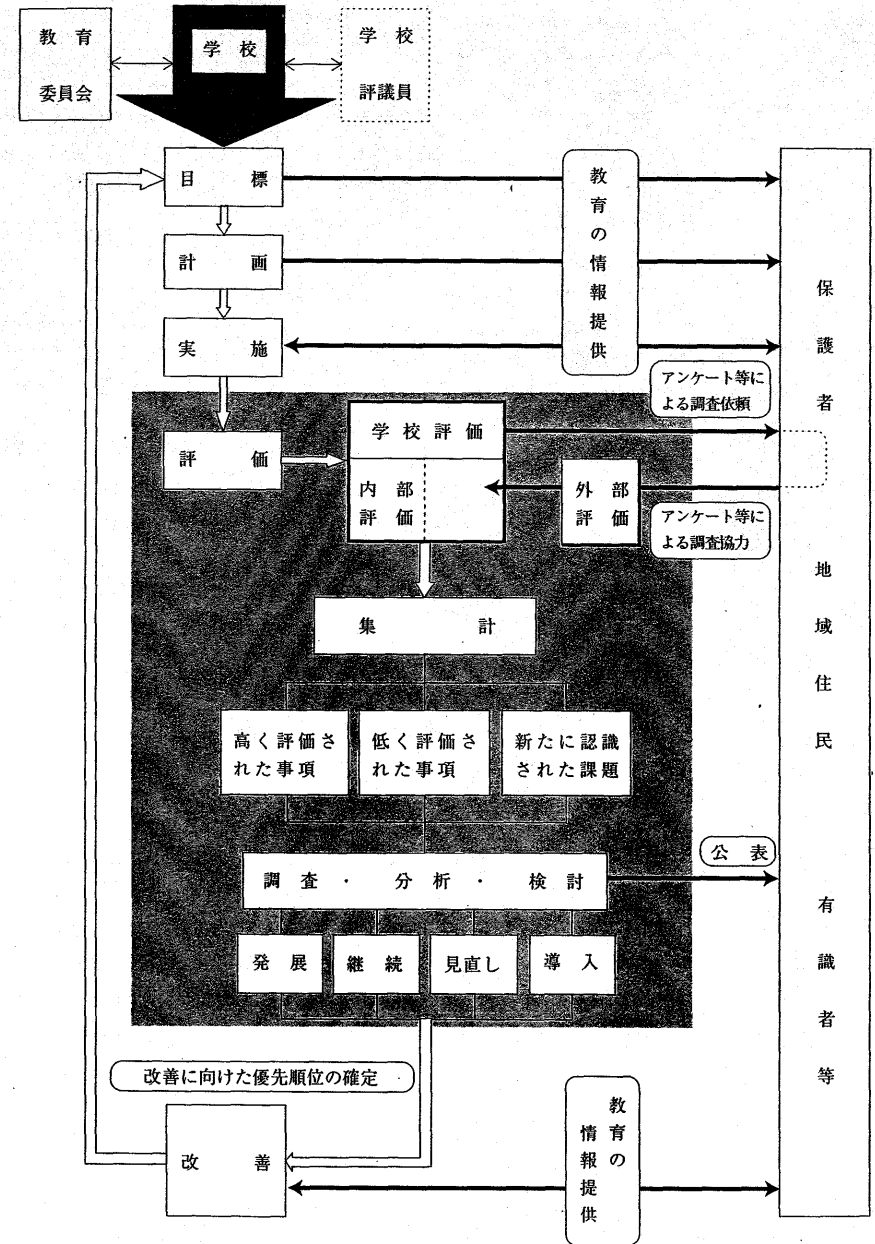 教育
委員会
学校
学校
評議員
目標
計画
実施
教育の情報提供
アンケート等に
よる調査依頼
評価
学校評価
内部
評価
外部
評価
アンケート等に
よる調査協力
集計
高く評価さ
れた事項
低く評価さ
れた事項
新たに認識
された課題
調査・分析・検討
公表
発展
継続
見直し
導入
改善に向けた優先順位の確定
改善
教育の
情報提供
保護者 地域住民 有識者等